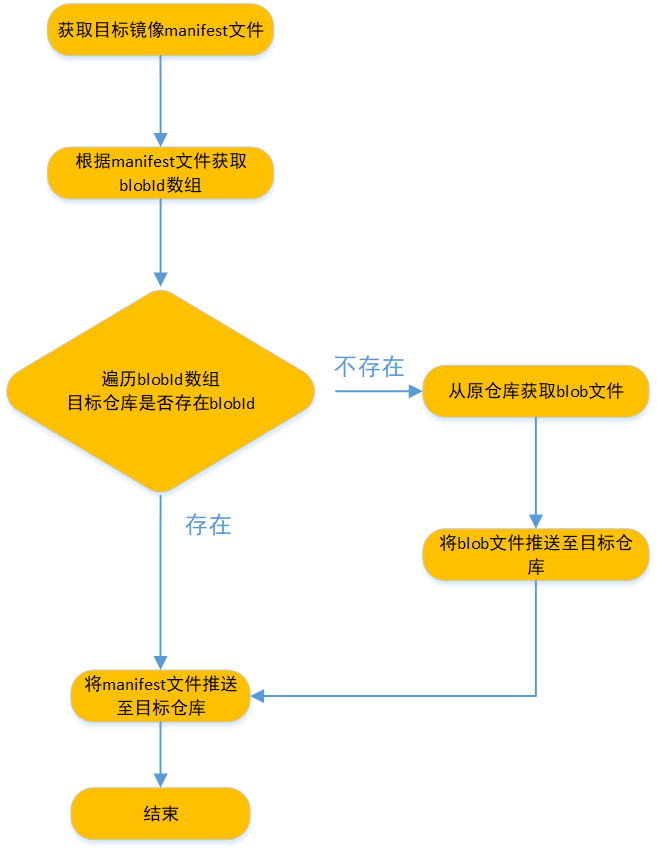 获取目标镜像manifest文件
根据manifest文件获取
blobId数组
遍历blobId数组
目标仓库是否存在blobId
不存在
从原仓库获取blob文件
存在
将blob文件推送至目标仓
库
将manifest文件推送
至目标仓库
结束